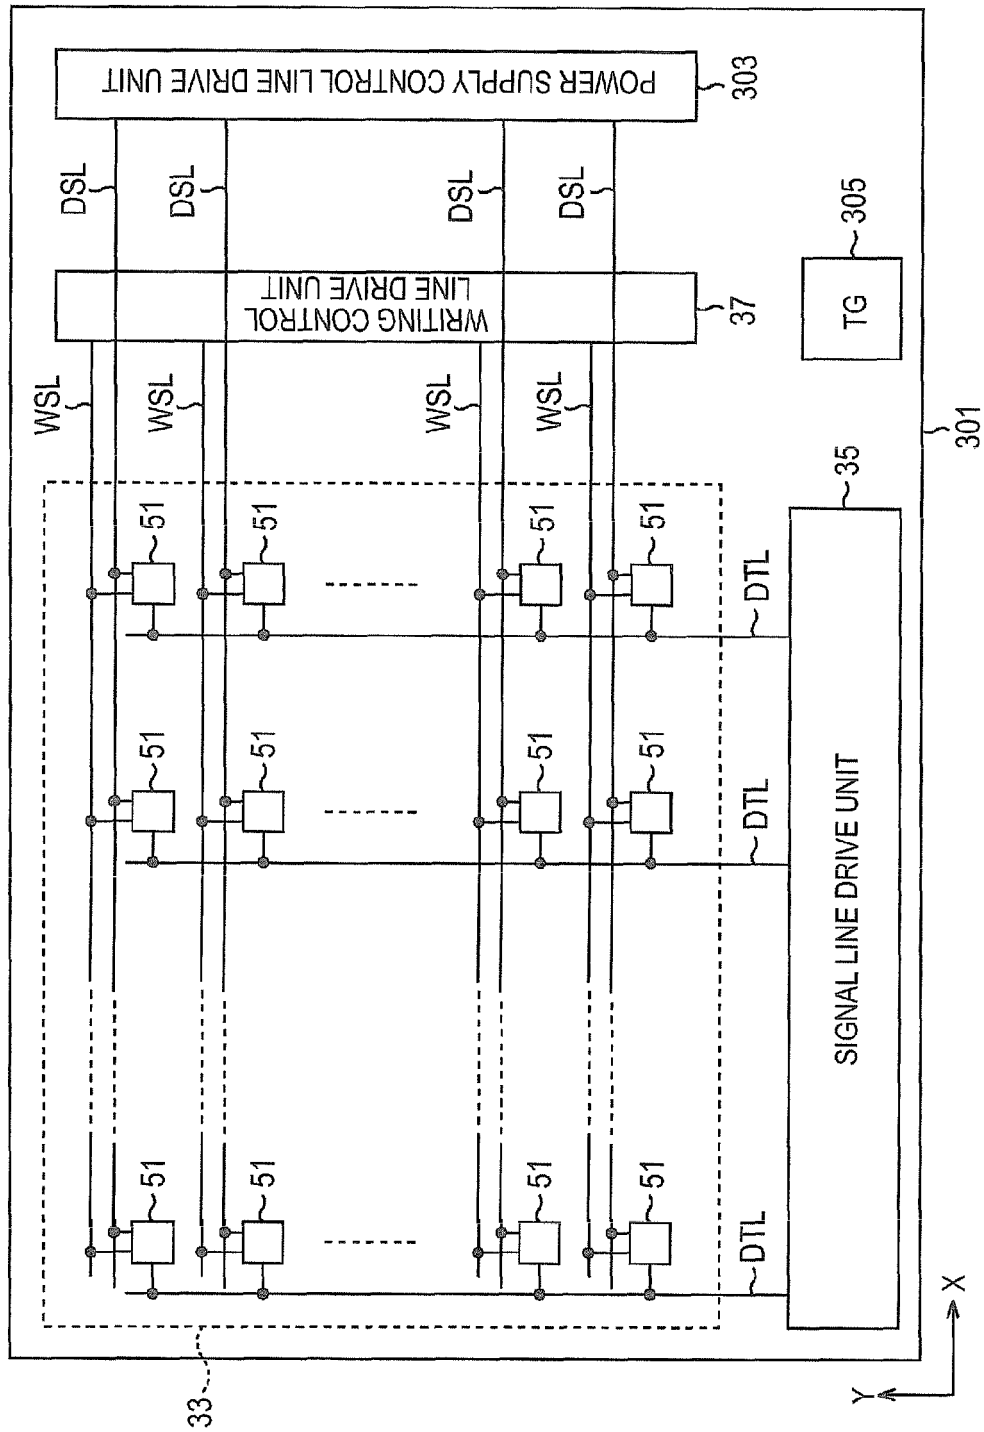 WSL
DSL
51
51
51
WSL
DSL
33
51
51
51
WRITING CONTROL
LINE DRIVE UNIT
POWER SUPPLY CONTROL LINE DRIVE UNIT
WSL
DSL
51
51
51
WSL
DSL
51
51
51
DTL
DTL
DTL
37
303
SIGNAL LINE DRIVE UNIT
35
TG
305
Y
X
301